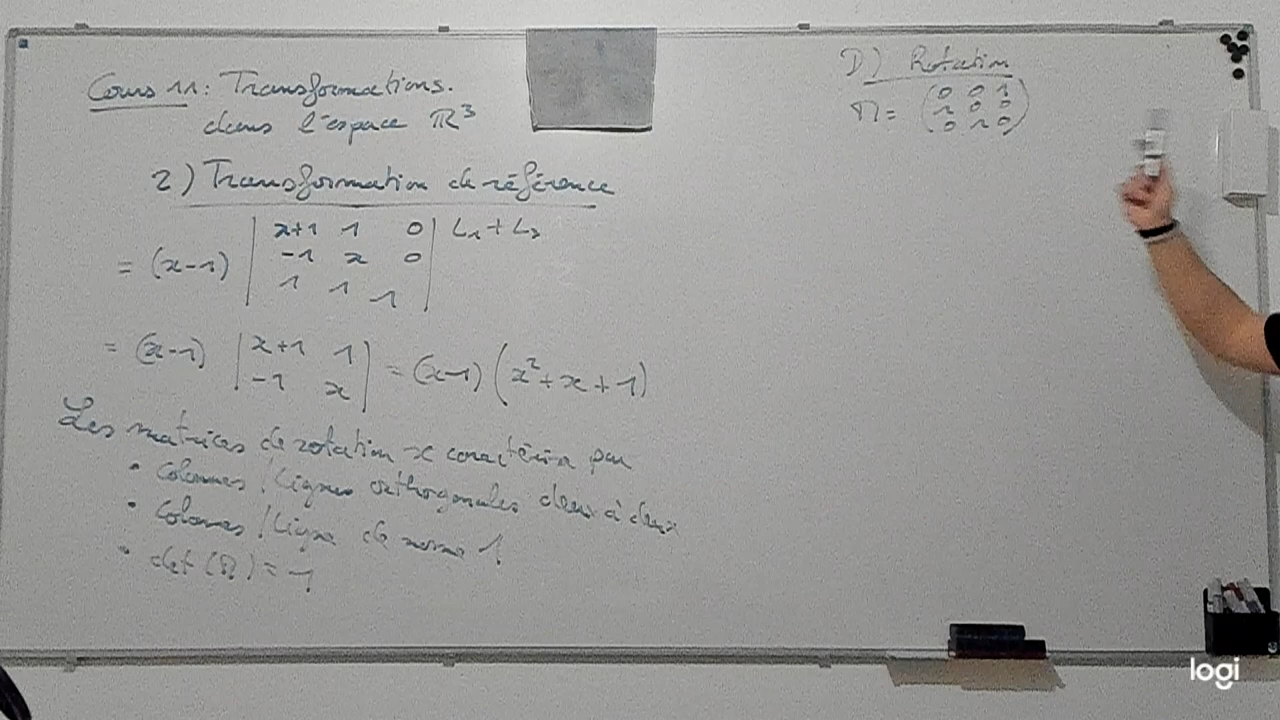 Cours 11: Transformations.
dans l'espace ℝ³
2) Transformation de référence
= (x-1) | x+1 1 0 | L₁ + L₃
| -1 x 0 |
| 1 1 1 |
= (x-1) | x+1 1 | = (x-1) (x²+x+1)
| -1 x |
Les matrices de rotation se caractérise par
• colonnes / lignes orthogonales deux à deux
• colonnes / ligne de norme 1
• det ( ) = 1
D) Rotation
= ( 0 0 1 )
( 1 0 0 )
( 0 1 0 )
logi